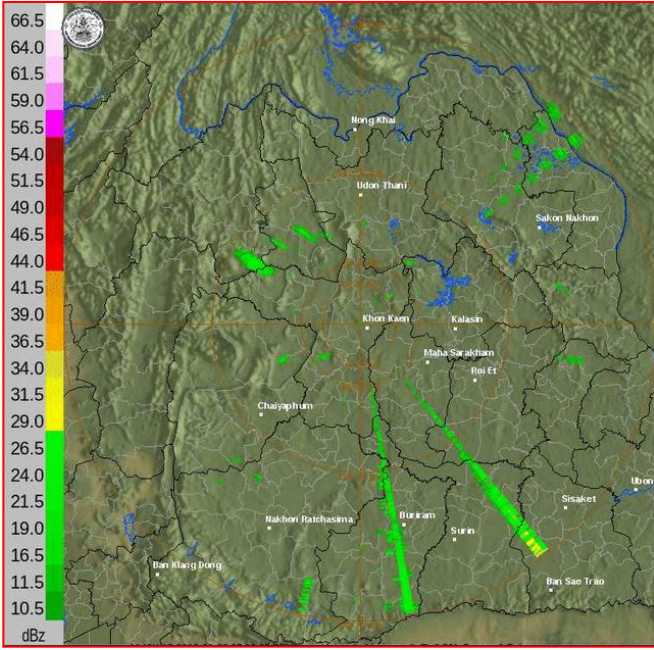 66.5
64.0
61.5
59.0
56.5
54.0
51.5
49.0
46.5
44.0
41.5
39.0
36.5
34.0
31.5
29.0
26.5
24.0
21.5
19.0
16.5
11.5
10.5
dBz
Nong Khai
Udon Thani
Sakon Nakhon
Khon Kaen
Kalasin
Maha Sarakham
Roi Et
Chaiyaphum
Ubon
Sisaket
Nakhon Ratchasima
Buriram
Surin
Ban Klang Dong
Ban Sae Trao